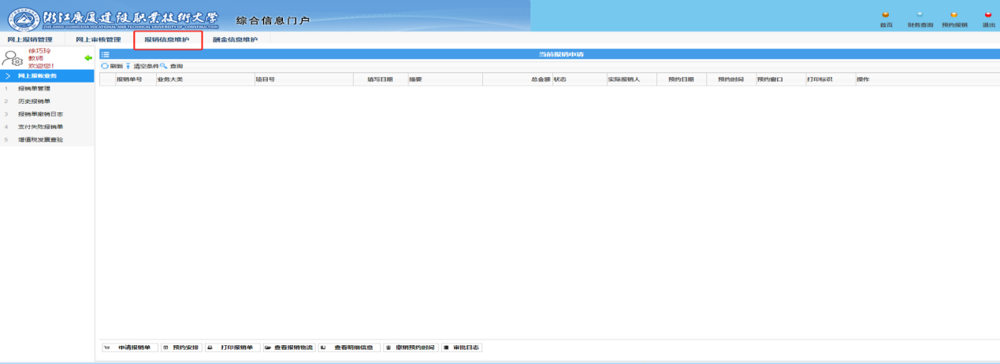 浙江广厦建设职业技术大学 综合信息门户
ZHEJIANG GUANGSHA VOCATIONAL AND TECHNICAL UNIVERSITY OF CONSTRUCTION
首页 财务查询 预约报销 退出
网上报销管理 网上审核管理 报销信息维护 酬金信息维护
徐巧玲
教师
欢迎您!
当前报销申请
刷新 清空条件 查询
> 网上报帐业务
报销单号 业务大类 项目号 填写日期 摘要 总金额 状态 实际报销人 预约日期 预约时间 预约窗口 打印标识 操作
1 报销单管理
2 历史报销单
3 报销单撤销日志
4 支付失败报销单
5 增值税发票查验
申请报销单 预约安排 打印报销单 查看报销物流 查看明细信息 撤销预约时间 审批日志